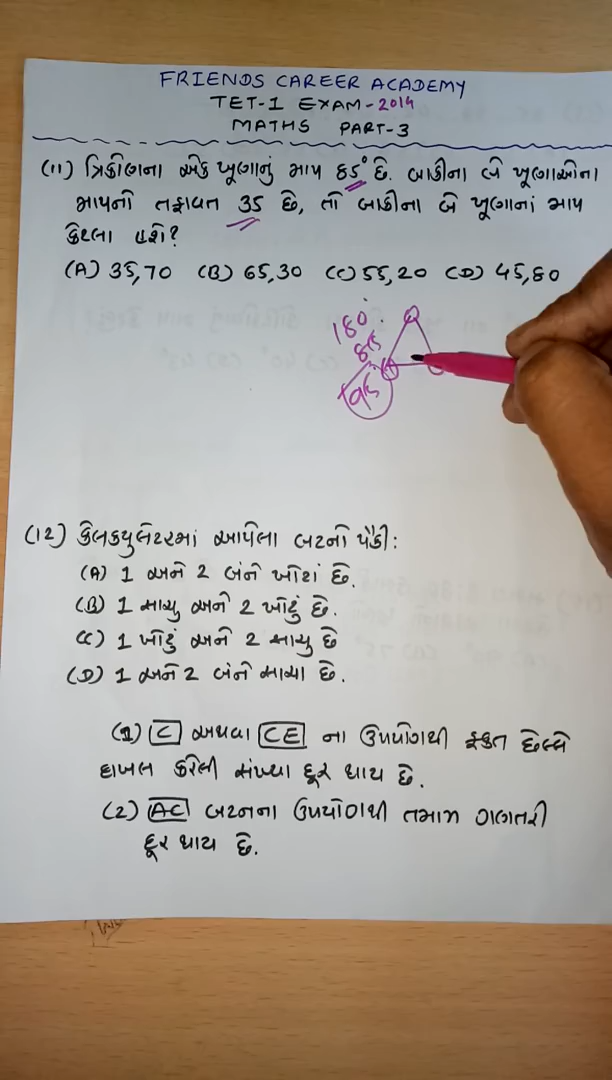 FRIENDS CAREER ACADEMY
TET-1 EXAM-2014
MATHS PART-3
(11) ત્રિકોણના એક ખૂણાનું માપ 85° છે. બાકીના બે ખૂણાઓના
માપનો તફાવત 35 છે, તો બાકીના બે ખૂણાનાં માપ
કેટલા હશે?
(A) 35,70 (B) 65,30 (C) 55,20 (D) 45,80
180°
85
95
(12) કેલક્યુલેટરમાં આપેલા બટનો પૈકી:
(A) 1 અને 2 બંને ખોટાં છે.
(B) 1 સાચુ અને 2 ખોટું છે.
(C) 1 ખોટું અને 2 સાચુ છે
(D) 1 અને 2 બંને સાચા છે.
(1) C અથવા CE ના ઉપયોગથી ફક્ત છેલ્લે
દાખલ કરેલી સંખ્યા દૂર થાય છે.
(2) AC બટનના ઉપયોગથી તમામ ગણતરી
દૂર થાય છે.